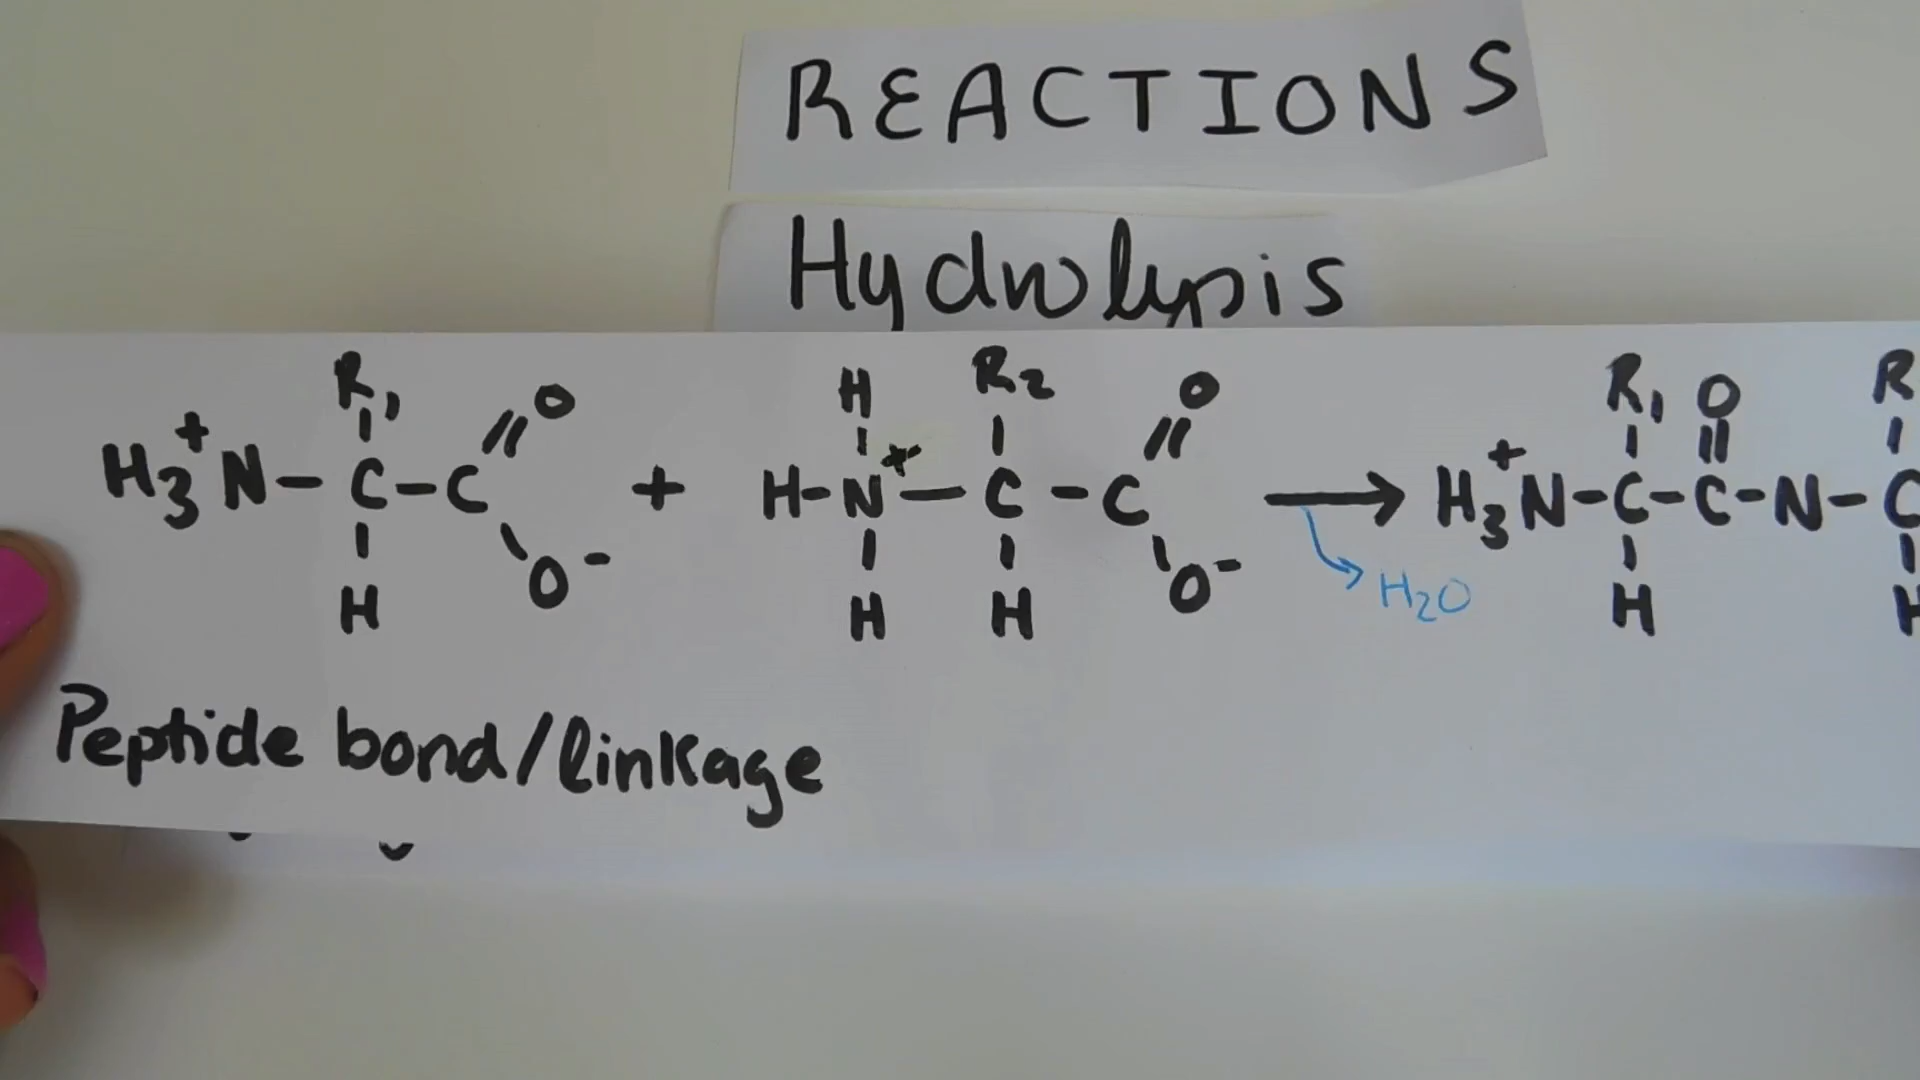 REACTIONS
Hydrolysis
R₁ O H R₂ O R₁ O R
H₃⁺N-C-C + H-N⁺-C-C → H₃⁺N-C-C-N-C
H O⁻ H H O⁻ H₂O H H
Peptide bond/linkage